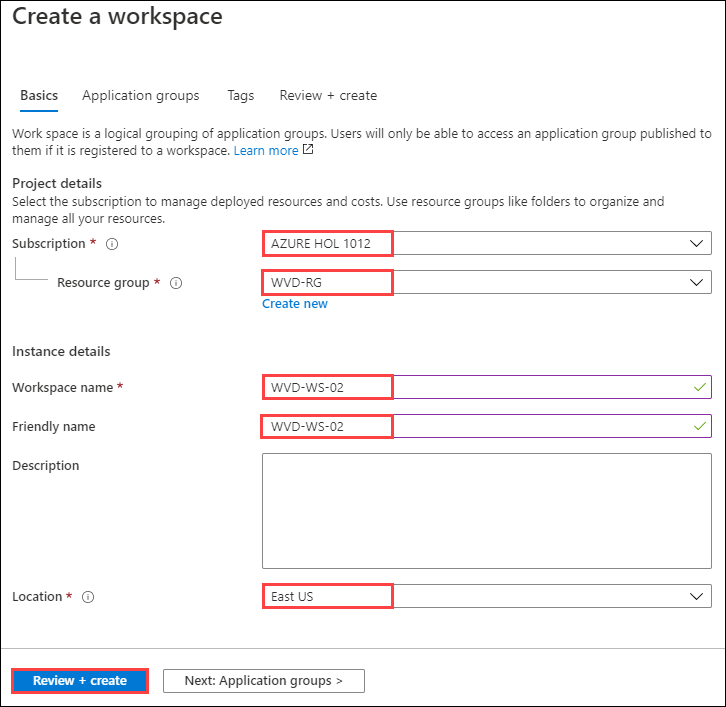 Create a workspace
Basics Application groups Tags Review + create
Work space is a logical grouping of application groups. Users will only be able to access an application group published to
them if it is registered to a workspace. Learn more
Project details
Select the subscription to manage deployed resources and costs. Use resource groups like folders to organize and
manage all your resources.
Subscription * AZURE HOL 1012
Resource group * WVD-RG
Create new
Instance details
Workspace name * WVD-WS-02
Friendly name WVD-WS-02
Description
Location * East US
Review + create Next: Application groups >